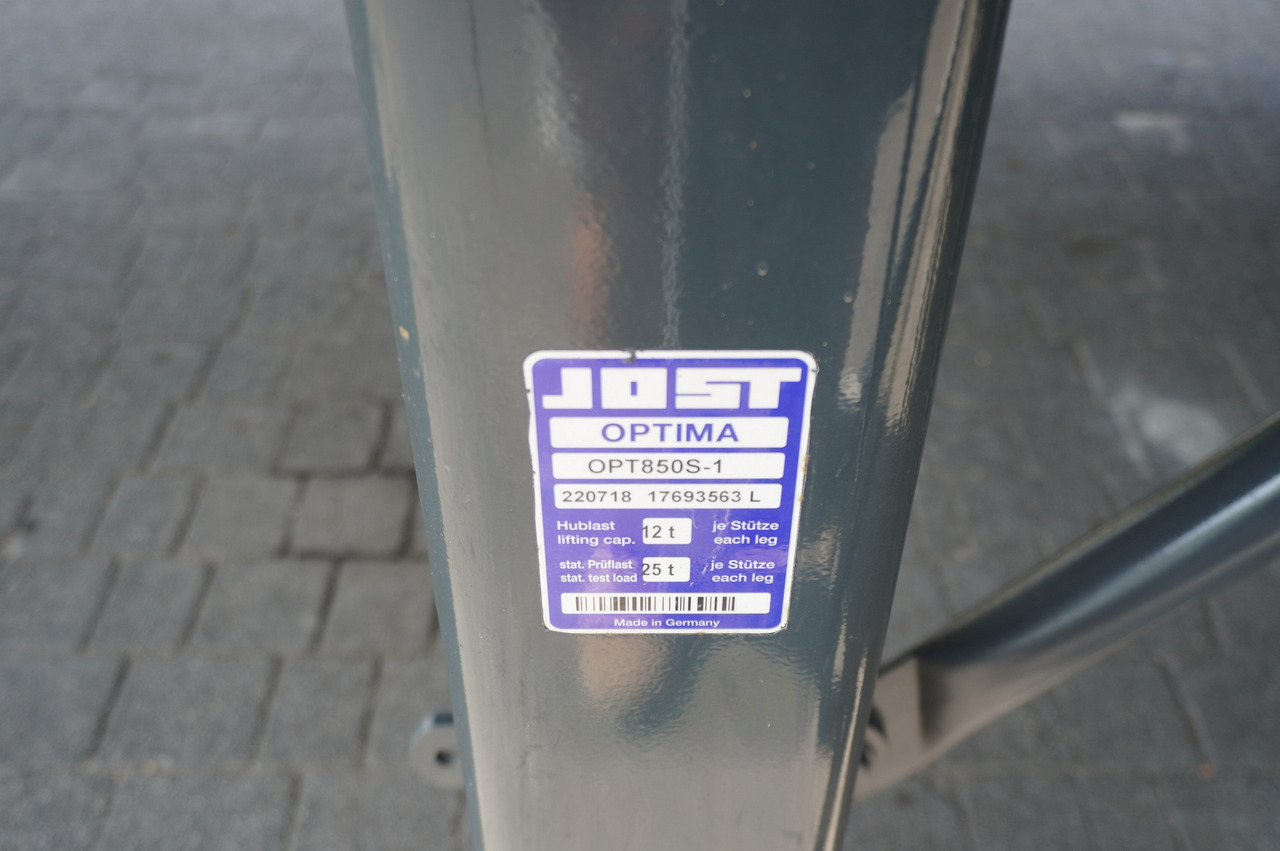 JOST
OPTIMA
OPT850S-1
220718 17693563 L
Hublast 12 t je Stütze
lifting cap. each leg
stat. Prüflast 25 t je Stütze
stat. test load each leg
Made in Germany